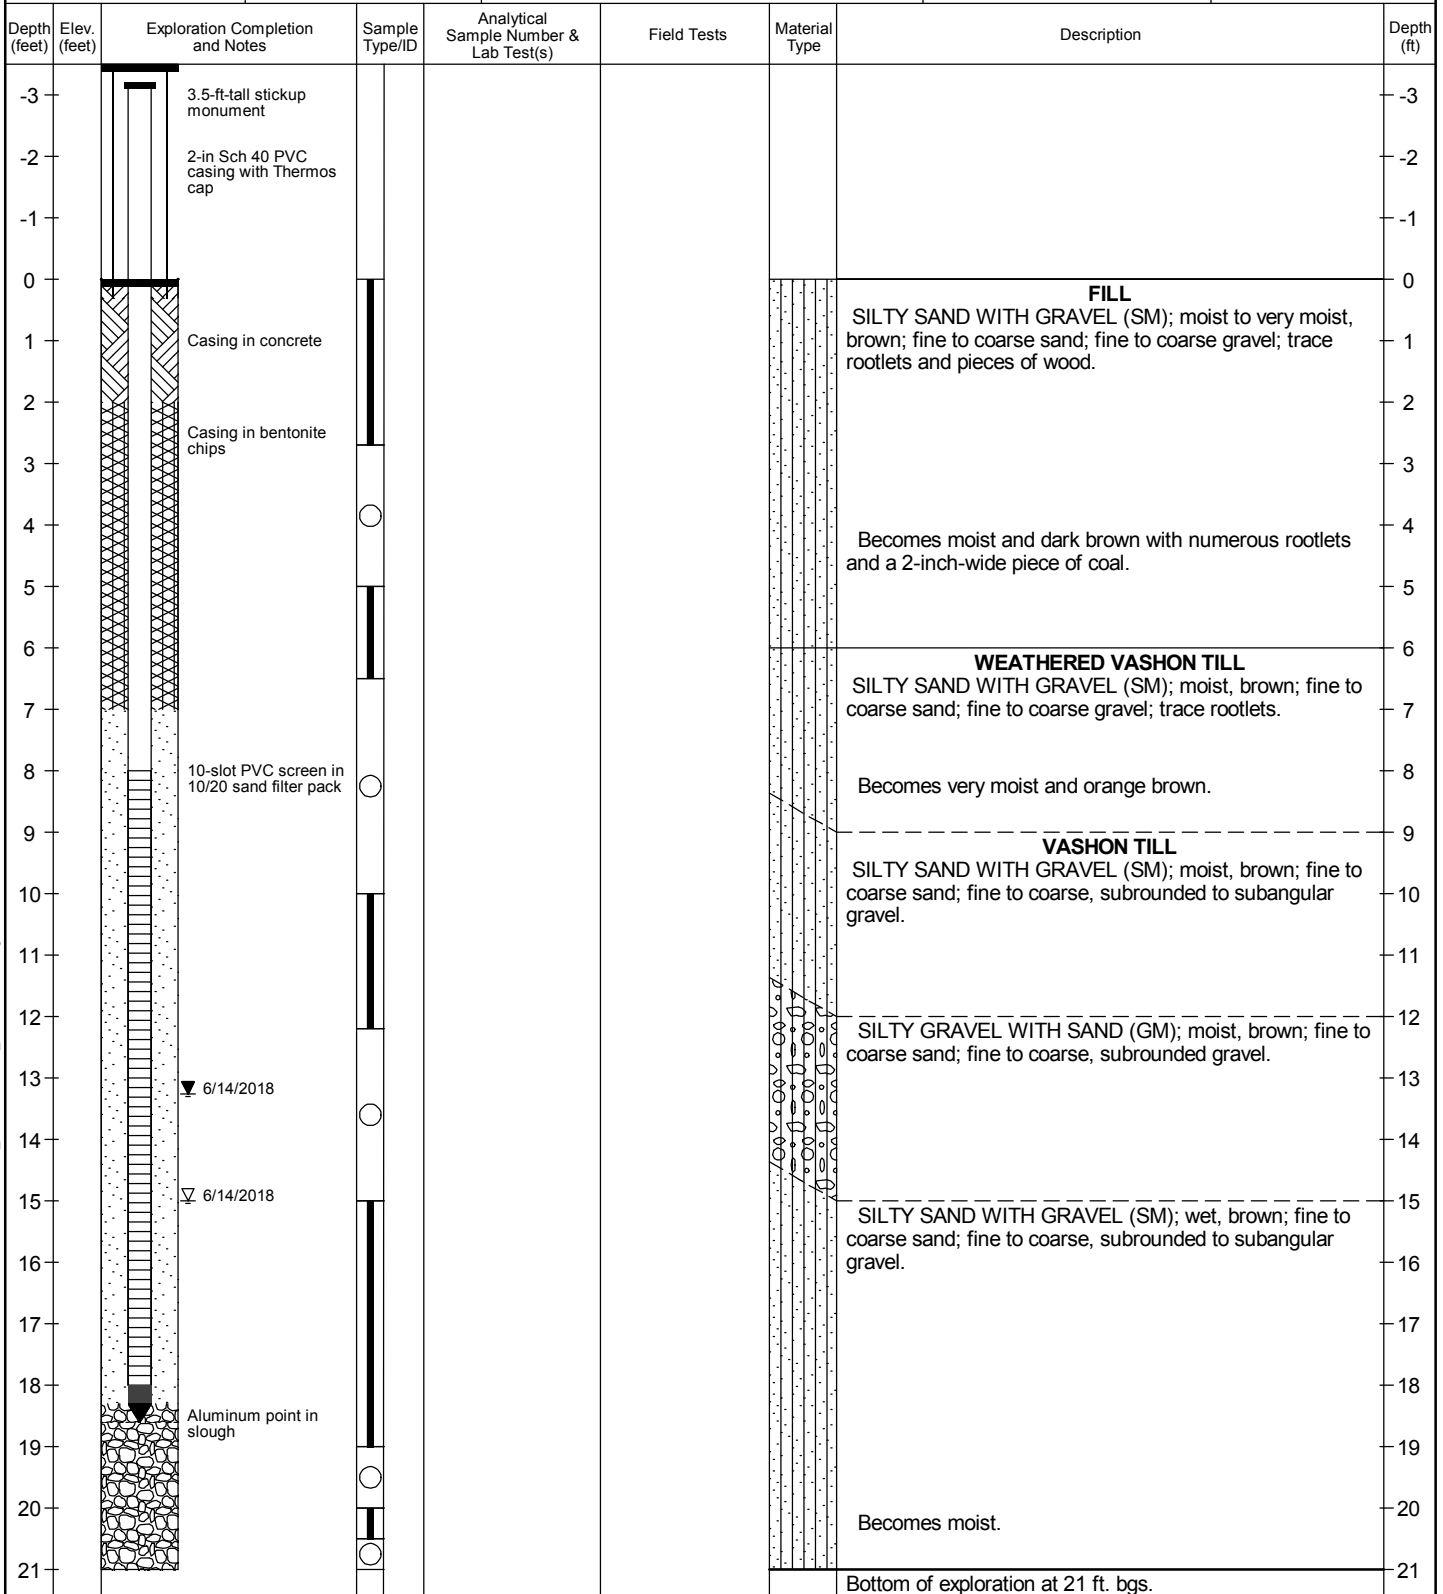 Depth
(feet)
Elev.
(feet)
Exploration Completion
and Notes
Sample
Type/ID
Analytical
Sample Number &
Lab Test(s)
Field Tests
Material
Type
Description
Depth
(ft)
-3
3.5-ft-tall stickup
monument
-3
-2
2-in Sch 40 PVC
casing with Thermos
cap
-2
-1
-1
0
0
FILL
SILTY SAND WITH GRAVEL (SM); moist to very moist,
brown; fine to coarse sand; fine to coarse gravel; trace
rootlets and pieces of wood.
1
Casing in concrete
1
2
2
Casing in bentonite
chips
3
3
4
4
Becomes moist and dark brown with numerous rootlets
and a 2-inch-wide piece of coal.
5
5
6
6
WEATHERED VASHON TILL
SILTY SAND WITH GRAVEL (SM); moist, brown; fine to
coarse sand; fine to coarse gravel; trace rootlets.
7
7
8
10-slot PVC screen in
10/20 sand filter pack
8
Becomes very moist and orange brown.
9
9
VASHON TILL
SILTY SAND WITH GRAVEL (SM); moist, brown; fine to
coarse sand; fine to coarse, subrounded to subangular
gravel.
10
10
11
11
12
12
SILTY GRAVEL WITH SAND (GM); moist, brown; fine to
coarse sand; fine to coarse, subrounded gravel.
13
6/14/2018
13
14
14
15
6/14/2018
15
SILTY SAND WITH GRAVEL (SM); wet, brown; fine to
coarse sand; fine to coarse, subrounded to subangular
gravel.
16
16
17
17
18
18
Aluminum point in
slough
19
19
20
20
Becomes moist.
21
21
Bottom of exploration at 21 ft. bgs.